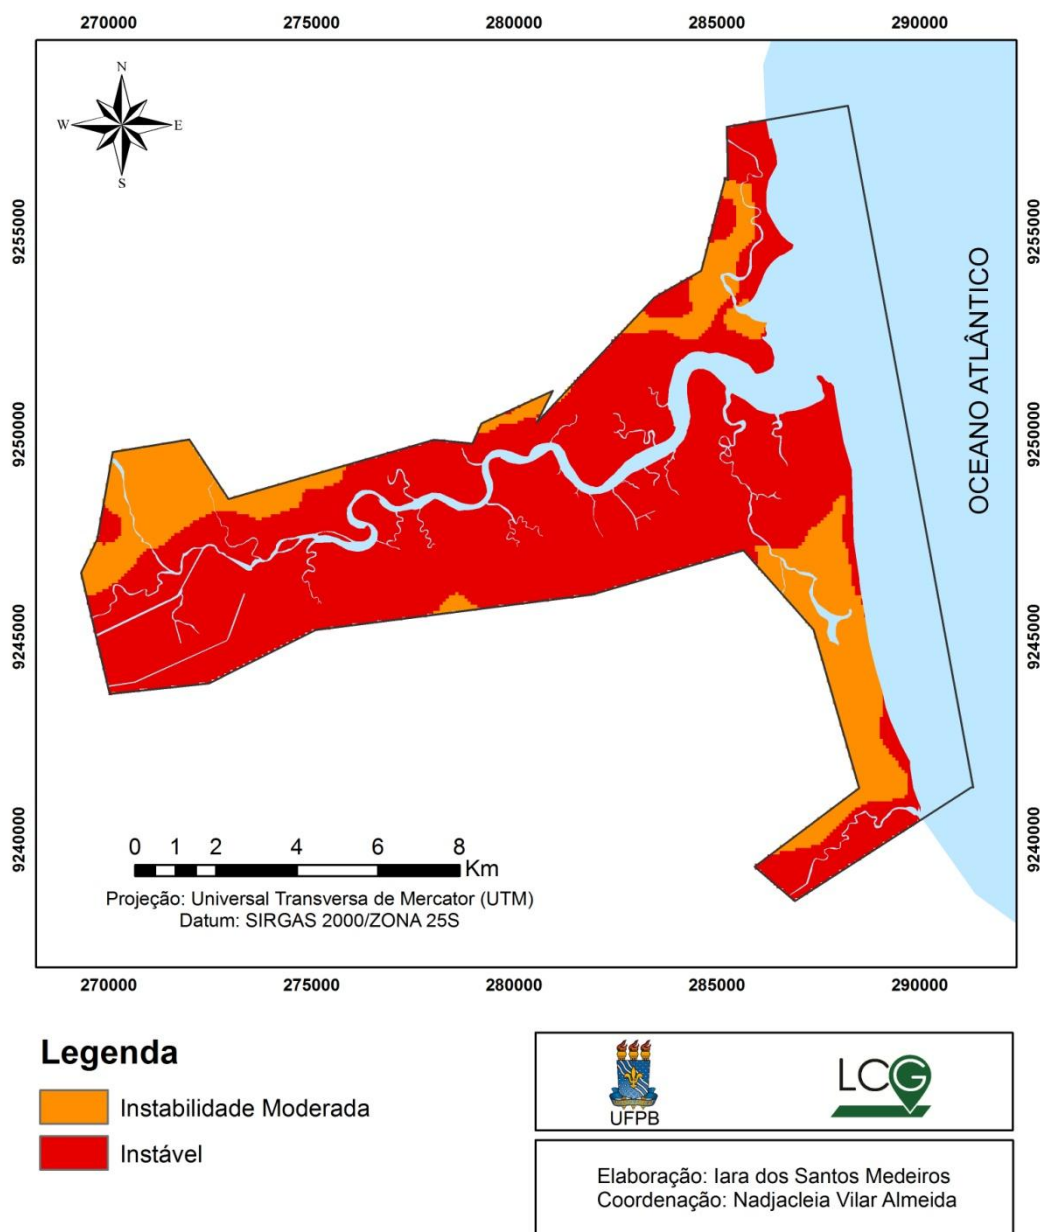 270000 275000 280000 285000 290000
N
W E
S
9255000 9255000
OCEANO ATLÂNTICO
9250000 9250000
9245000 9245000
9240000 9240000
0 1 2 4 6 8
Km
Projeção: Universal Transversa de Mercator (UTM)
Datum: SIRGAS 2000/ZONA 25S
270000 275000 280000 285000 290000
Legenda
Instabilidade Moderada
Instável
UFPB
LCG
Elaboração: Iara dos Santos Medeiros
Coordenação: Nadjacleia Vilar Almeida